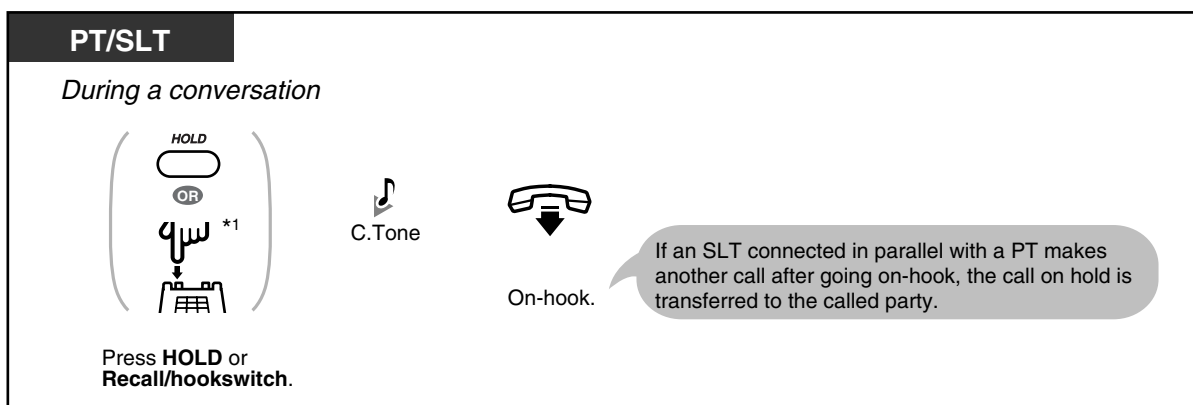 PT/SLT
During a conversation
HOLD
OR
*1
C.Tone
On-hook.
If an SLT connected in parallel with a PT makes
another call after going on-hook, the call on hold is
transferred to the called party.
Press HOLD or
Recall/hookswitch.